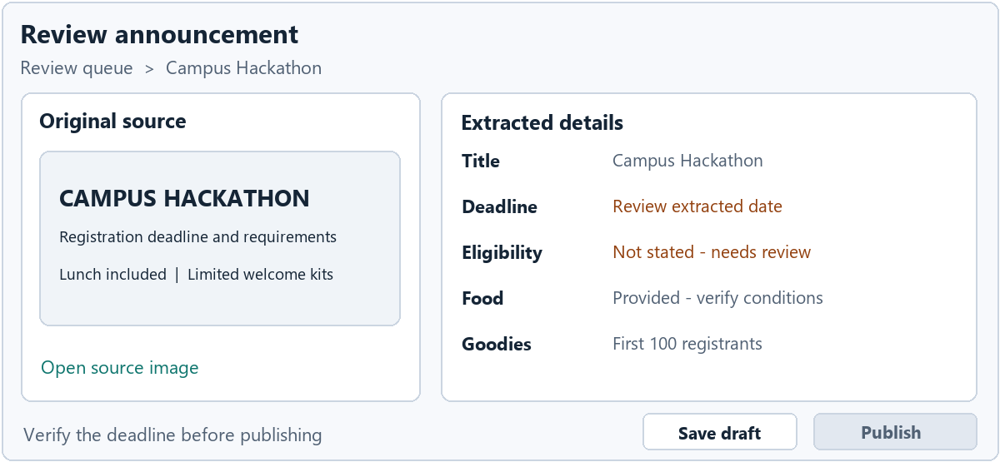 Review announcement
Review queue > Campus Hackathon
Original source
CAMPUS HACKATHON
Registration deadline and requirements
Lunch included | Limited welcome kits
Open source image
Extracted details
Title Campus Hackathon
Deadline Review extracted date
Eligibility Not stated - needs review
Food Provided - verify conditions
Goodies First 100 registrants
Verify the deadline before publishing
Save draft
Publish